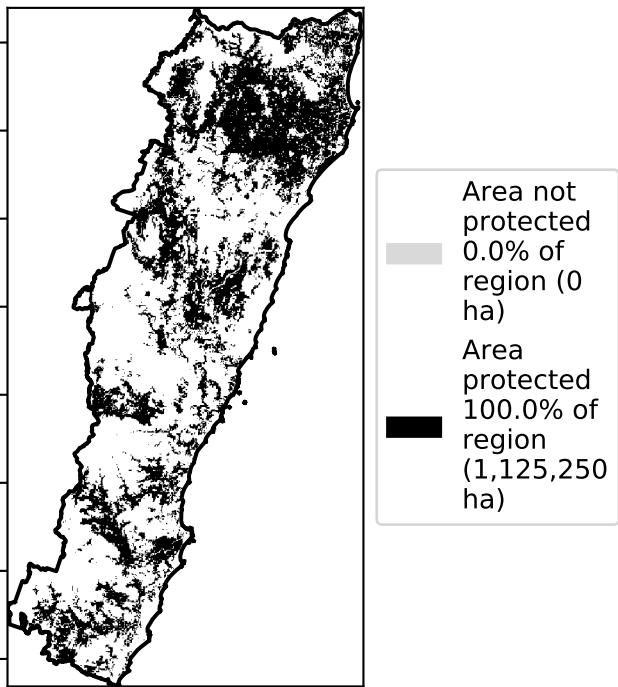 Area not
protected
0.0% of
region (0
ha)
Area
protected
100.0% of
region
(1,125,250
ha)